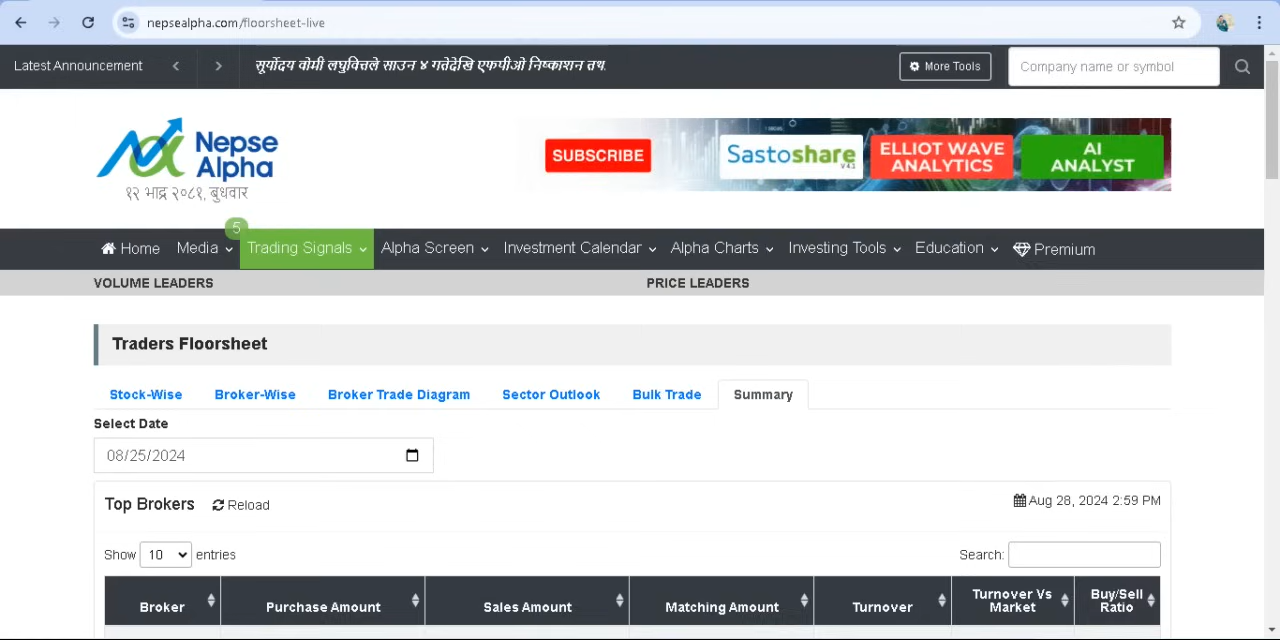 nepsealpha.com/floorsheet-live
Latest Announcement
सूर्योदय वोमी लघुवित्तले साउन ४ गतेदेखि एफपीओ निष्काशन तथ.
More Tools
Company name or symbol
Nepse
Alpha
१२ भाद्र २०८१, बुधवार
SUBSCRIBE
Sastoshare
V 4.1
ELLIOT WAVE
ANALYTICS
AI
ANALYST
5
Home Media Trading Signals Alpha Screen Investment Calendar Alpha Charts Investing Tools Education Premium
VOLUME LEADERS
PRICE LEADERS
Traders Floorsheet
Stock-Wise Broker-Wise Broker Trade Diagram Sector Outlook Bulk Trade Summary
Select Date
08/25/2024
Top Brokers Reload
Aug 28, 2024 2:59 PM
Show 10 entries
Search:
Broker Purchase Amount Sales Amount Matching Amount Turnover Turnover Vs Market Buy/Sell Ratio